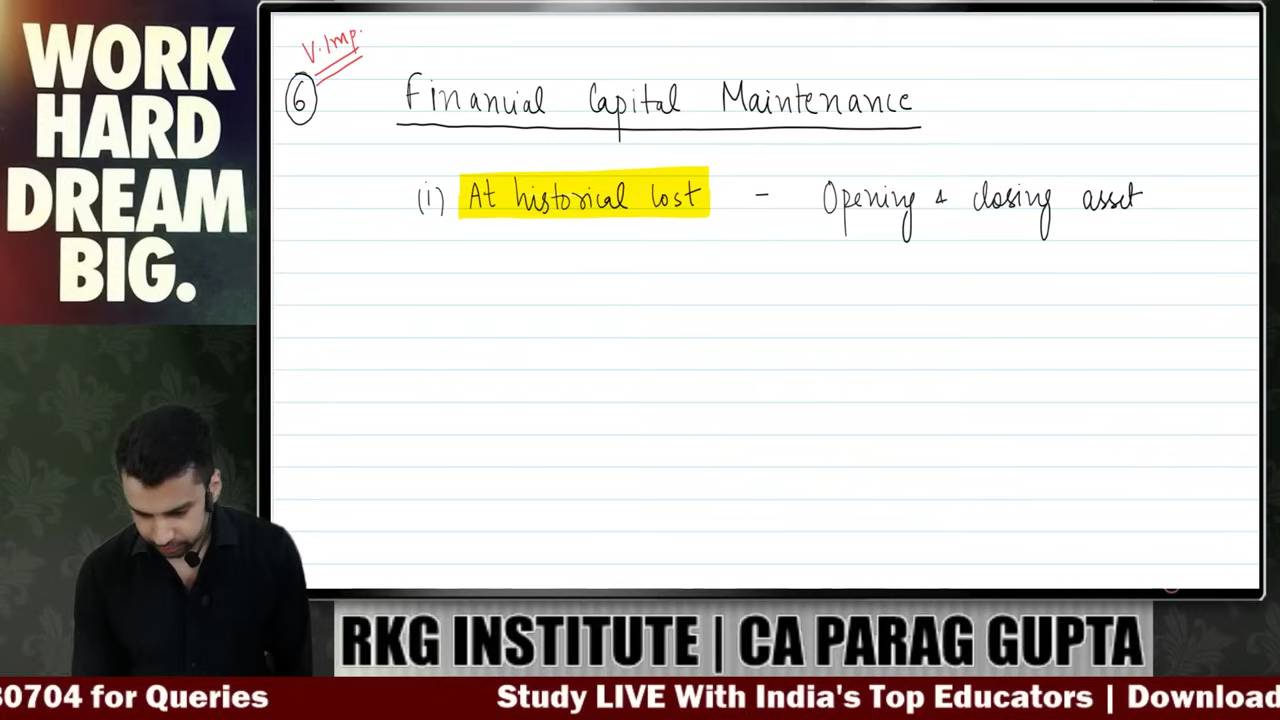 WORK
HARD
DREAM
BIG.
V.Imp.
6 Financial Capital Maintenance
(i) At historical Cost - Opening & closing asset
RKG INSTITUTE | CA PARAG GUPTA
30704 for Queries Study LIVE With India's Top Educators | Download